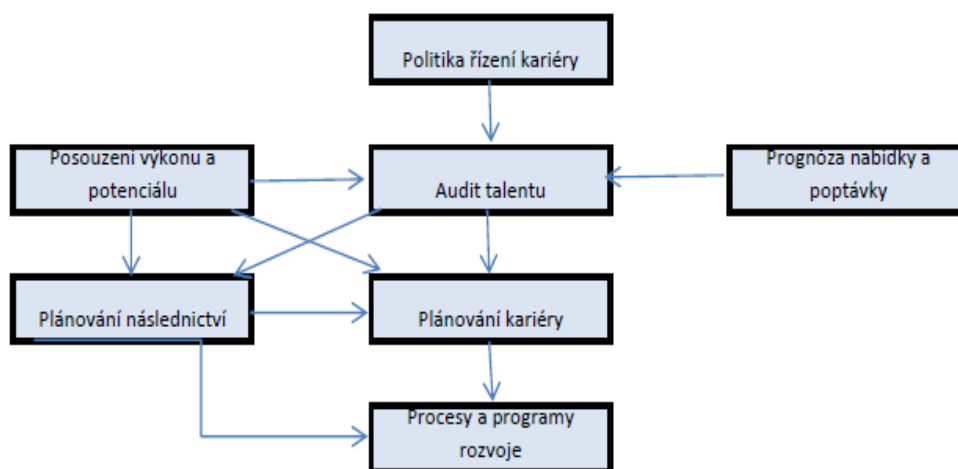 Politika řízení kariéry
Posouzení výkonu a
potenciálu
Audit talentu
Prognóza nabídky a
poptávky
Plánování následnictví
Plánování kariéry
Procesy a programy
rozvoje